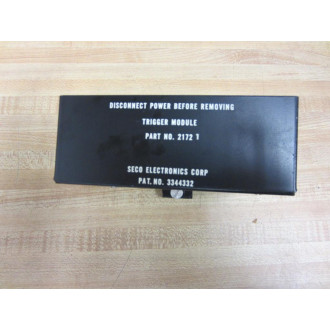 DISCONNECT POWER BEFORE REMOVING
TRIGGER MODULE
PART NO. 2172 1
SECO ELECTRONICS CORP
PAT. NO. 3344332